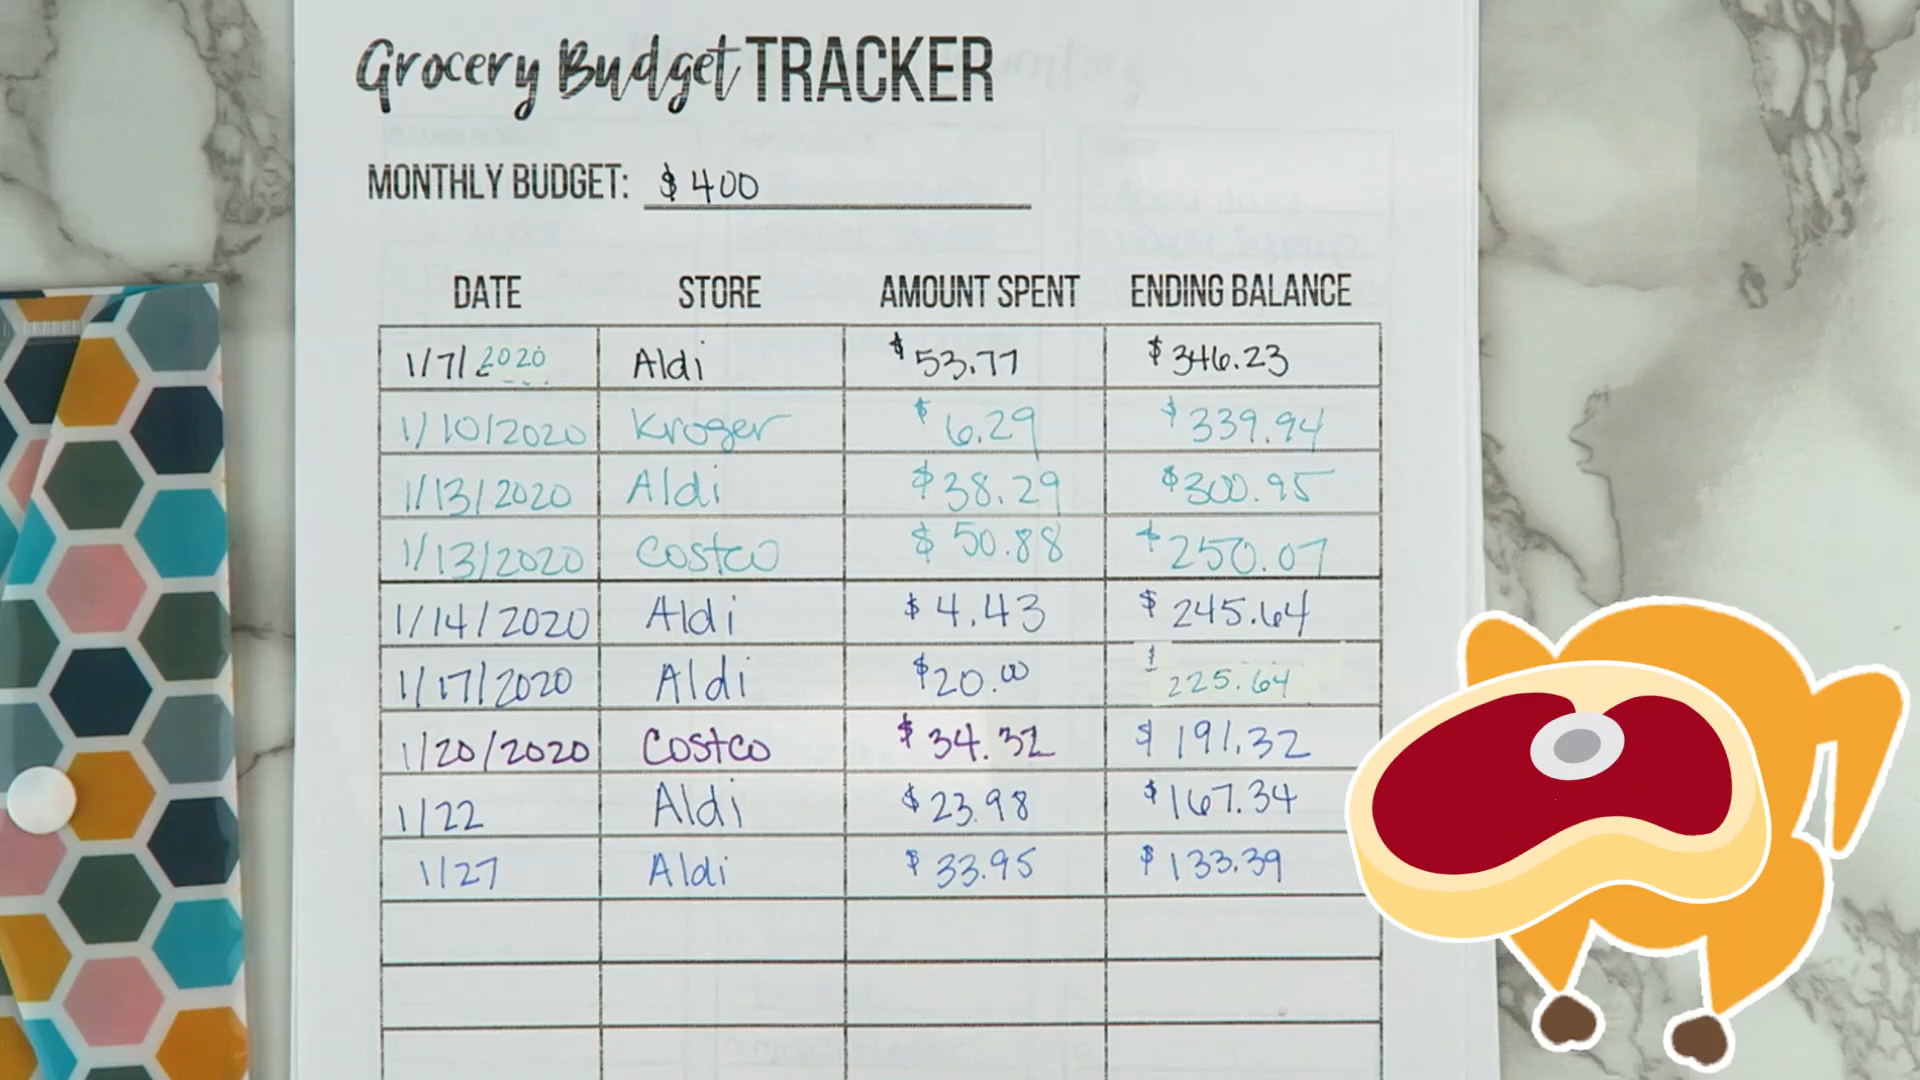 Grocery Budget TRACKER
MONTHLY BUDGET: $400
DATE STORE AMOUNT SPENT ENDING BALANCE
1/7/2020 Aldi $53.77 $346.23
1/10/2020 Kroger $6.29 $339.94
1/13/2020 Aldi $38.29 $300.95
1/13/2020 Costco $50.88 $250.07
1/14/2020 Aldi $4.43 $245.64
1/17/2020 Aldi $20.00 $225.64
1/20/2020 Costco $34.32 $191.32
1/22 Aldi $23.98 $167.34
1/27 Aldi $33.95 $133.39